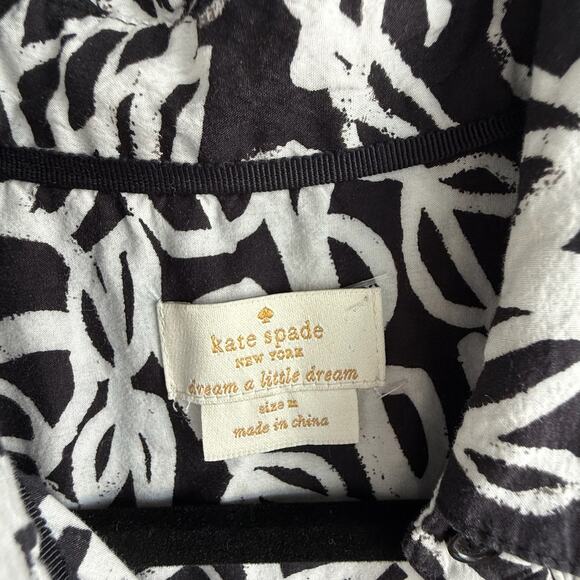 kate spade
NEW YORK
dream a little dream
size m
made in china